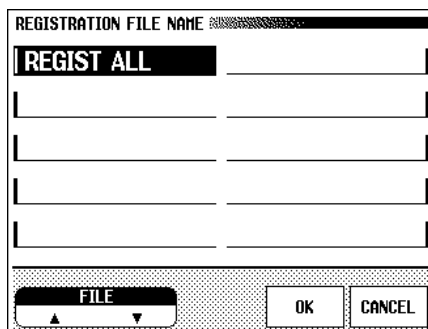 REGISTRATION FILE NAME
REGIST ALL
FILE
OK
CANCEL